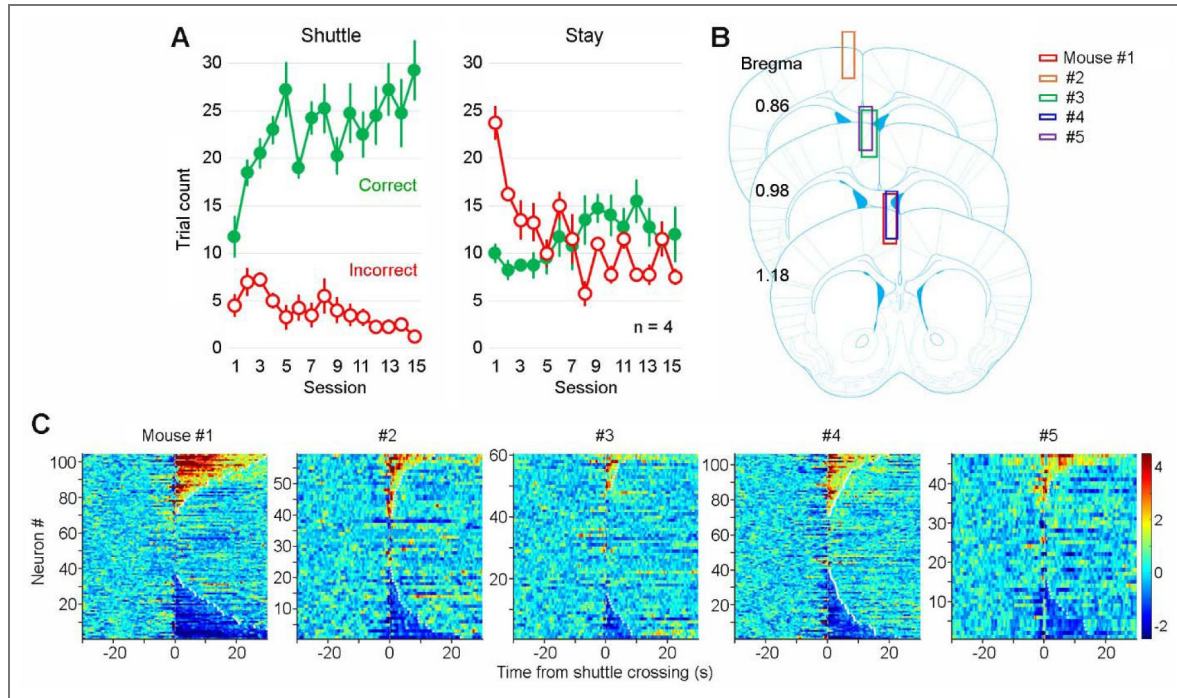 A
Shuttle
Stay
Trial count
30
25
20
15
10
5
0
Correct
Incorrect
1 3 5 7 9 11 13 15
Session
30
25
20
15
10
5
0
n = 4
1 3 5 7 9 11 13 15
Session
B
Bregma
0.86
0.98
1.18
Mouse #1
#2
#3
#4
#5
C
Mouse #1
#2
#3
#4
#5
Neuron #
100
80
60
40
20
50
40
30
20
10
60
40
20
100
80
60
40
20
40
30
20
10
4
2
0
-2
-20 0 20
-20 0 20
-20 0 20
-20 0 20
-20 0 20
Time from shuttle crossing (s)